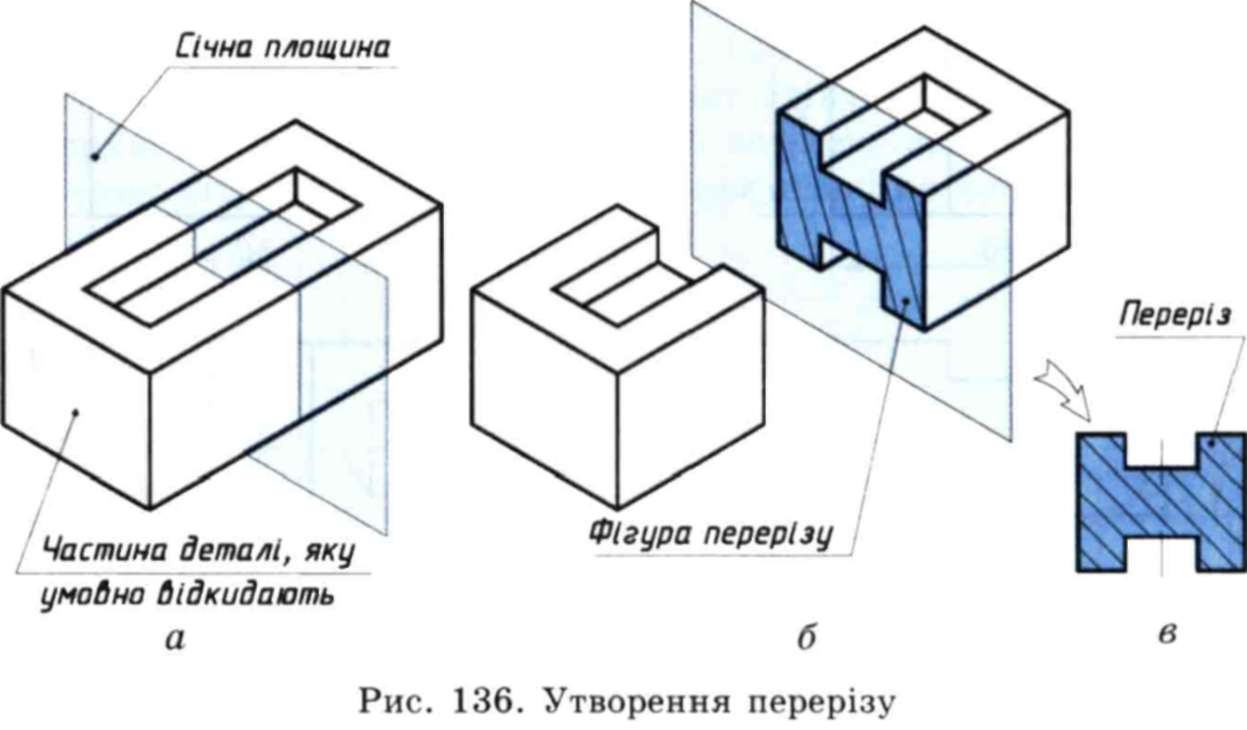 Січна площина
Переріз
Фігура перерізу
Частина деталі, яку
умовно відкидають
а
б
в
Рис. 136. Утворення перерізу